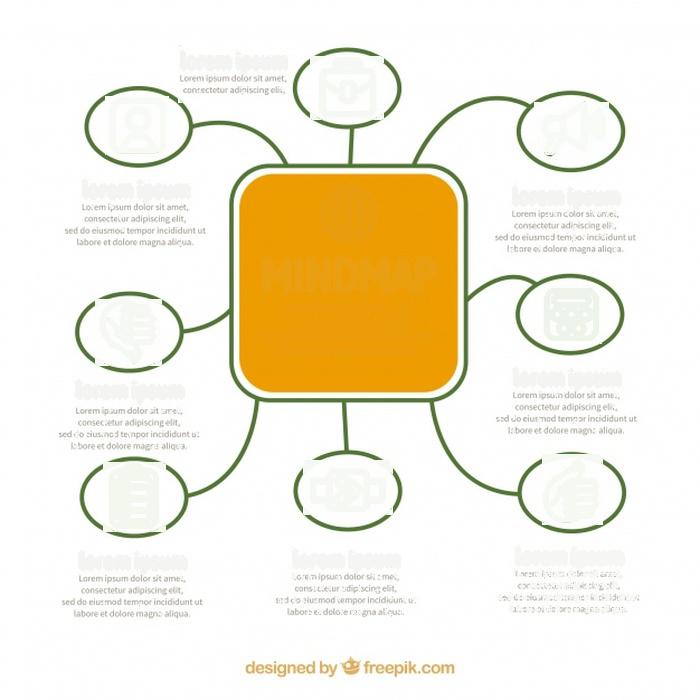 lorem ipsum
Lorem ipsum dolor sit amet,
consectetur adipiscing elit,
lorem ipsum
Lorem ipsum dolor sit amet,
consectetur adipiscing elit,
sed do eiusmod tempor incididunt ut
labore et dolore magna aliqua.
lorem ipsum
Lorem ipsum dolor sit amet,
consectetur adipiscing elit,
sed do eiusmod tempor incididunt ut
labore et dolore magna aliqua.
MINDMAP
lorem ipsum
Lorem ipsum dolor sit amet,
consectetur adipiscing elit,
sed do eiusmod tempor incididunt ut
labore et dolore magna aliqua.
lorem ipsum
Lorem ipsum dolor sit amet,
consectetur adipiscing elit,
sed do eiusmod tempor incididunt ut
labore et dolore magna aliqua.
lorem ipsum
Lorem ipsum dolor sit amet,
consectetur adipiscing elit,
sed do eiusmod tempor incididunt ut
labore et dolore magna aliqua.
lorem ipsum
Lorem ipsum dolor sit amet,
consectetur adipiscing elit,
sed do eiusmod tempor incididunt ut
labore et dolore magna aliqua.
lorem ipsum
Lorem ipsum dolor sit amet,
consectetur adipiscing elit,
sed do eiusmod tempor incididunt ut
labore et dolore magna aliqua.
designed by freepik.com